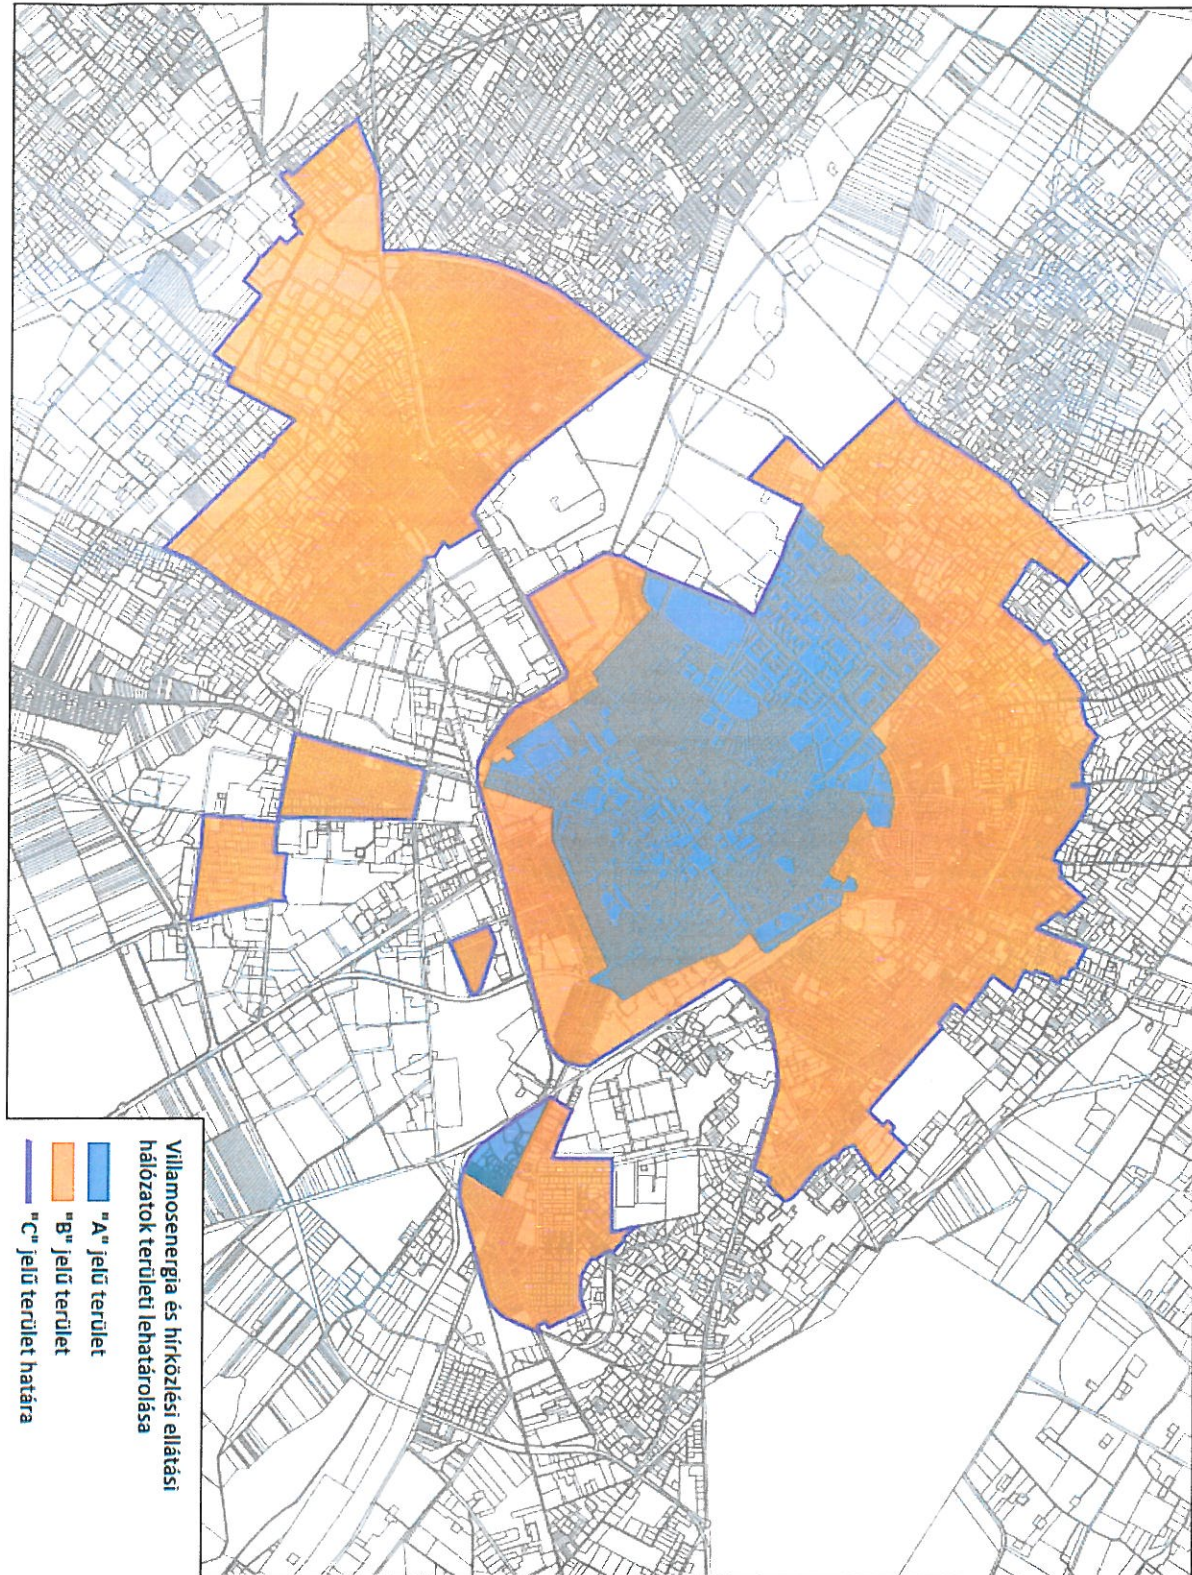 Villamosenergia és hírközlési ellátási
hálózatok területi lehatárolása
"A" jelű terület
"B" jelű terület
"C" jelű terület határa